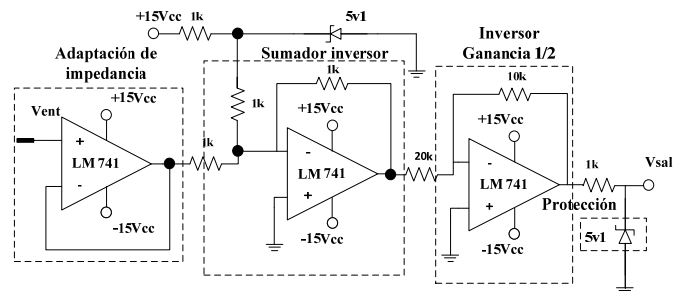 +15Vcc
1k
5v1
Inversor
Ganancia 1/2
Adaptación de
impedancia
Sumador inversor
1k
10k
+15Vcc
Vent
1k
+15Vcc
+15Vcc
+
LM 741
-
1k
-
LM 741
+
20k
-
LM 741
+
1k
Vsal
Protección
-15Vcc
-15Vcc
-15Vcc
5v1